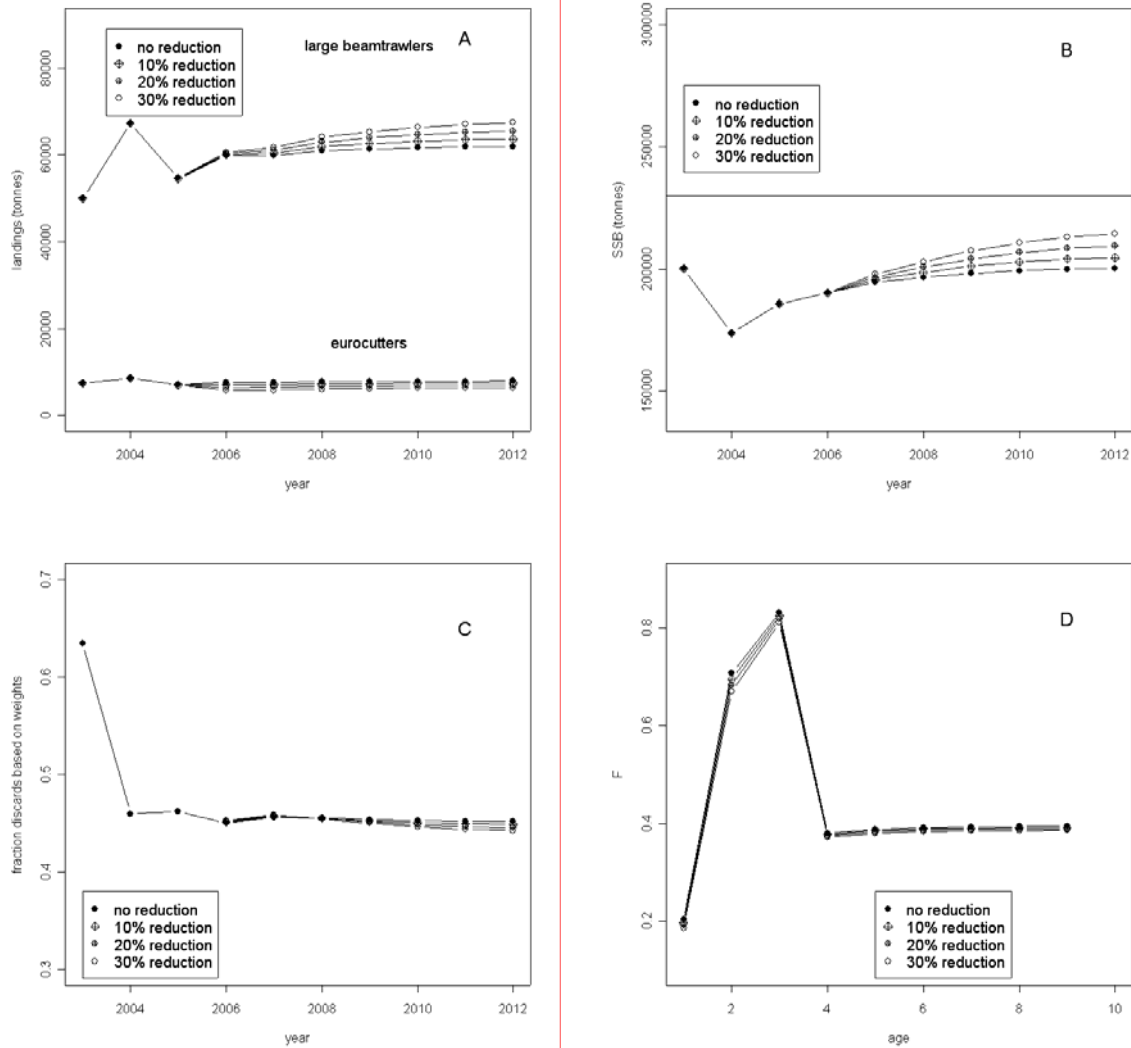 A
large beamtrawlers
no reduction
10% reduction
20% reduction
30% reduction
eurocutters
landings (tonnes)
80000
60000
40000
20000
0
2004
2006
2008
2010
2012
year
B
no reduction
10% reduction
20% reduction
30% reduction
SSB (tonnes)
300000
250000
200000
150000
2004
2006
2008
2010
2012
year
C
fraction discards based on weights
0.7
0.6
0.5
0.4
0.3
no reduction
10% reduction
20% reduction
30% reduction
2004
2006
2008
2010
2012
year
D
F
0.8
0.6
0.4
0.2
no reduction
10% reduction
20% reduction
30% reduction
2
4
6
8
10
age